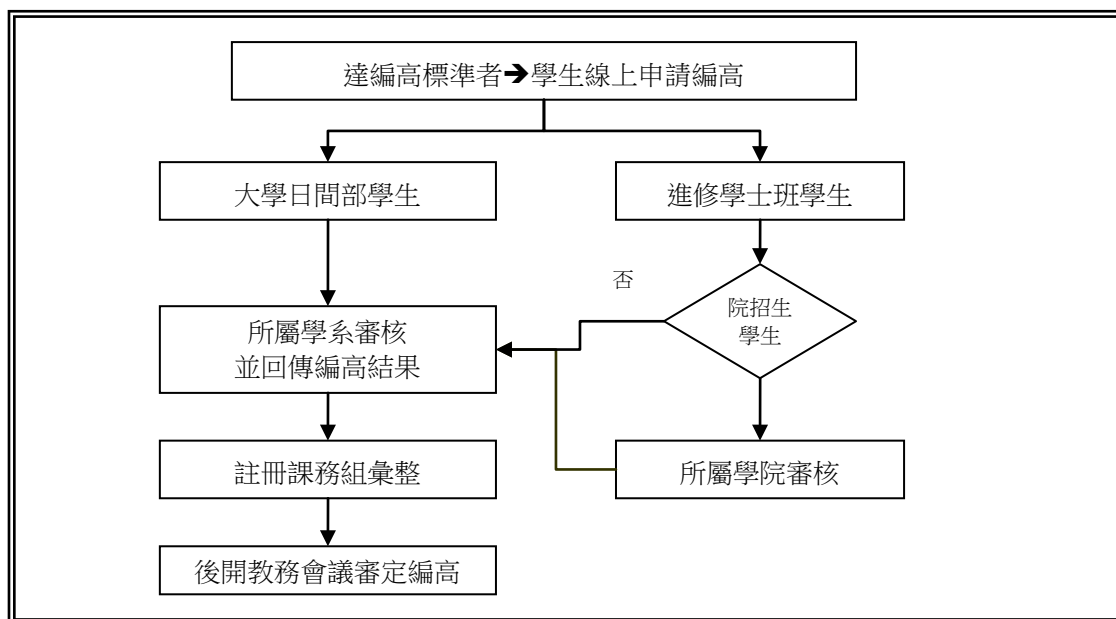 達編高標準者➔學生線上申請編高
大學日間部學生
進修學士班學生
否
院招生
學生
所屬學系審核
並回傳編高結果
註冊課務組彙整
所屬學院審核
後開教務會議審定編高